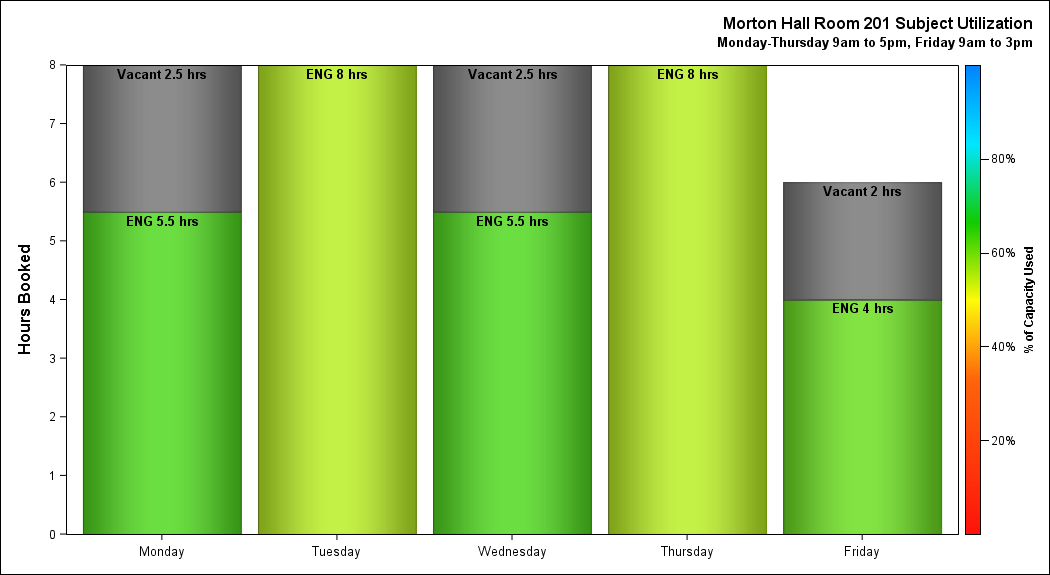 Morton Hall Room 201 Subject Utilization
Monday-Thursday 9am to 5pm, Friday 9am to 3pm
Hours Booked
8
7
6
5
4
3
2
1
0
Vacant 2.5 hrs
ENG 5.5 hrs
ENG 8 hrs
Vacant 2.5 hrs
ENG 5.5 hrs
ENG 8 hrs
Vacant 2 hrs
ENG 4 hrs
Monday
Tuesday
Wednesday
Thursday
Friday
80%
60%
40%
20%
% of Capacity Used